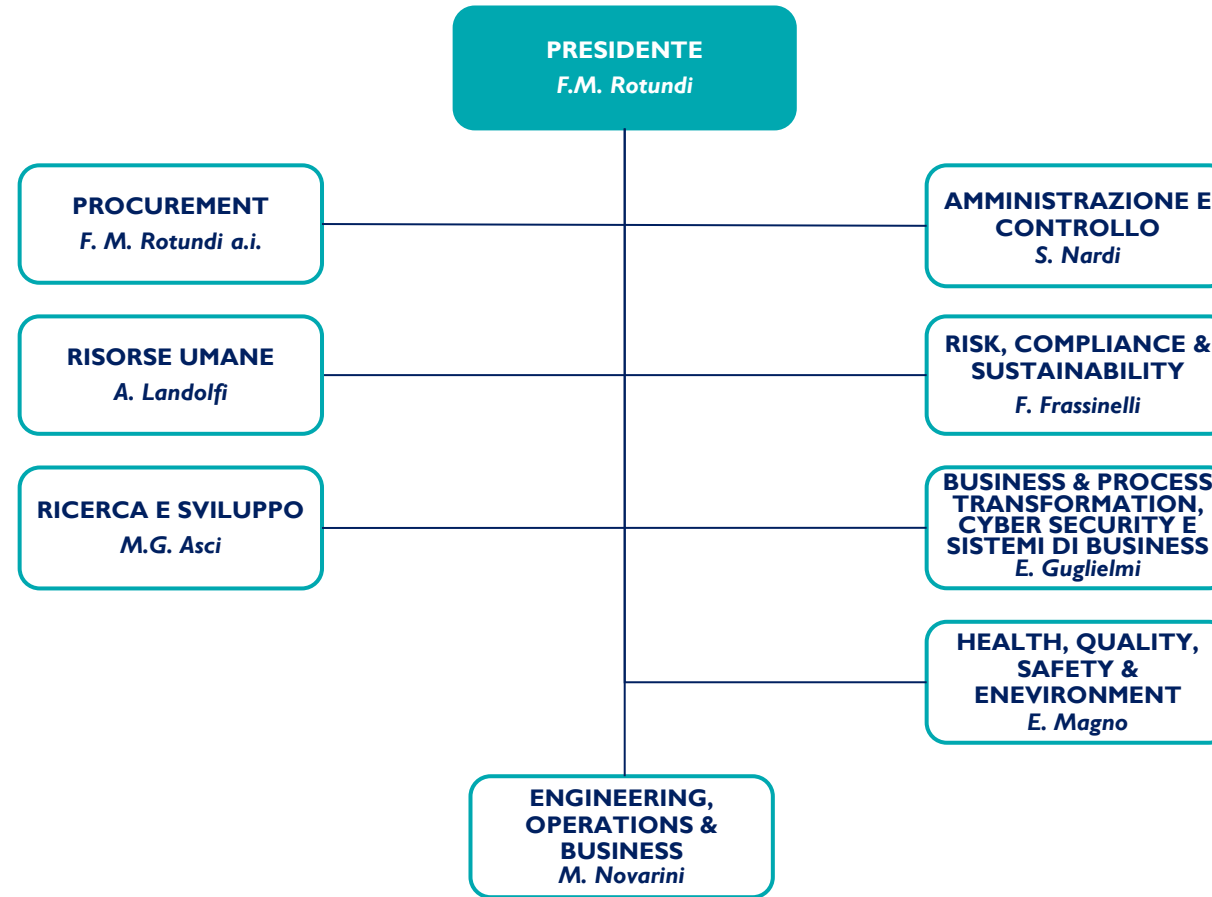 PRESIDENTE
F.M. Rotundi
PROCUREMENT
F. M. Rotundi a.i.
AMMINISTRAZIONE E
CONTROLLO
S. Nardi
RISORSE UMANE
A. Landolfi
RISK, COMPLIANCE &
SUSTAINABILITY
F. Frassinelli
RICERCA E SVILUPPO
M.G. Asci
BUSINESS & PROCESS
TRANSFORMATION,
CYBER SECURITY E
SISTEMI DI BUSINESS
E. Guglielmi
HEALTH, QUALITY,
SAFETY &
ENEVIRONMENT
E. Magno
ENGINEERING,
OPERATIONS &
BUSINESS
M. Novarini